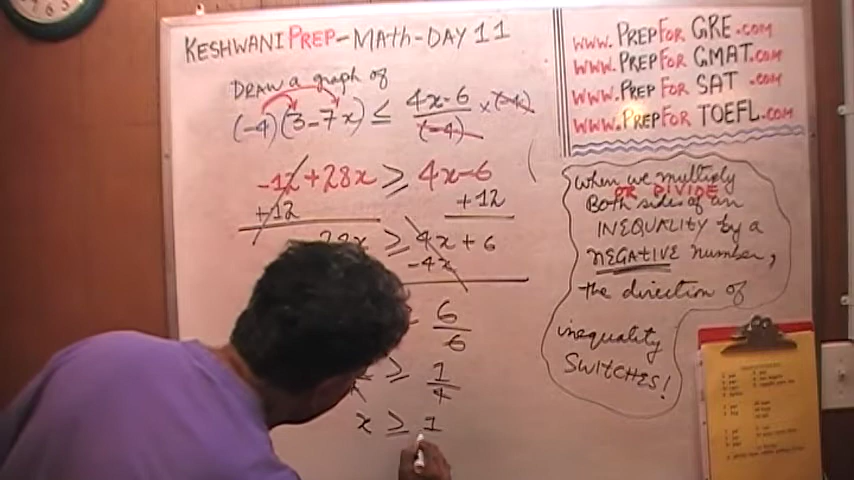 KESHWANI PREP-MATH-DAY 11
DRAW a graph of
(-4)(3-7x) ≤ 4x-6/(-4) × (-4)
-12 + 28x ≥ 4x-6
+12 +12
28x ≥ 4x + 6
-4x
6/6
≥ 1/4
x ≥ 1
www.PREPFOR GRE.com
www.PREPFOR GMAT.com
www.PREP FOR SAT.com
www.PREPFOR TOEFL.com
when we multiply
OR DIVIDE
Both sides of an
INEQUALITY by a
NEGATIVE number,
the direction of
inequality
SWITCHES!